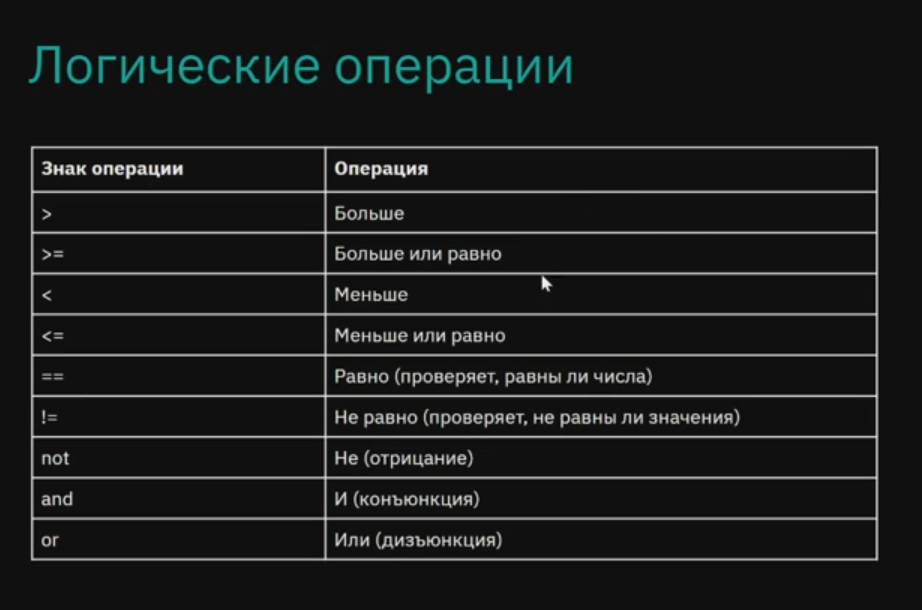 Логические операции
Знак операции Операция
> Больше
>= Больше или равно
< Меньше
<= Меньше или равно
== Равно (проверяет, равны ли числа)
!= Не равно (проверяет, не равны ли значения)
not Не (отрицание)
and И (конъюнкция)
or Или (дизъюнкция)